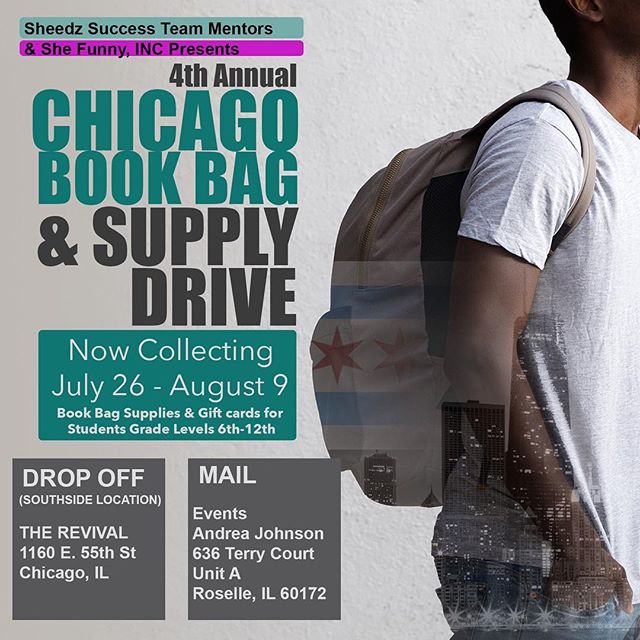 Sheedz Success Team Mentors
& She Funny, INC Presents
4th Annual
CHICAGO
BOOK BAG
& SUPPLY
DRIVE
Now Collecting
July 26 - August 9
Book Bag Supplies & Gift cards for
Students Grade Levels 6th-12th
DROP OFF
(SOUTHSIDE LOCATION)
THE REVIVAL
1160 E. 55th St
Chicago, IL
MAIL
Events
Andrea Johnson
636 Terry Court
Unit A
Roselle, IL 60172